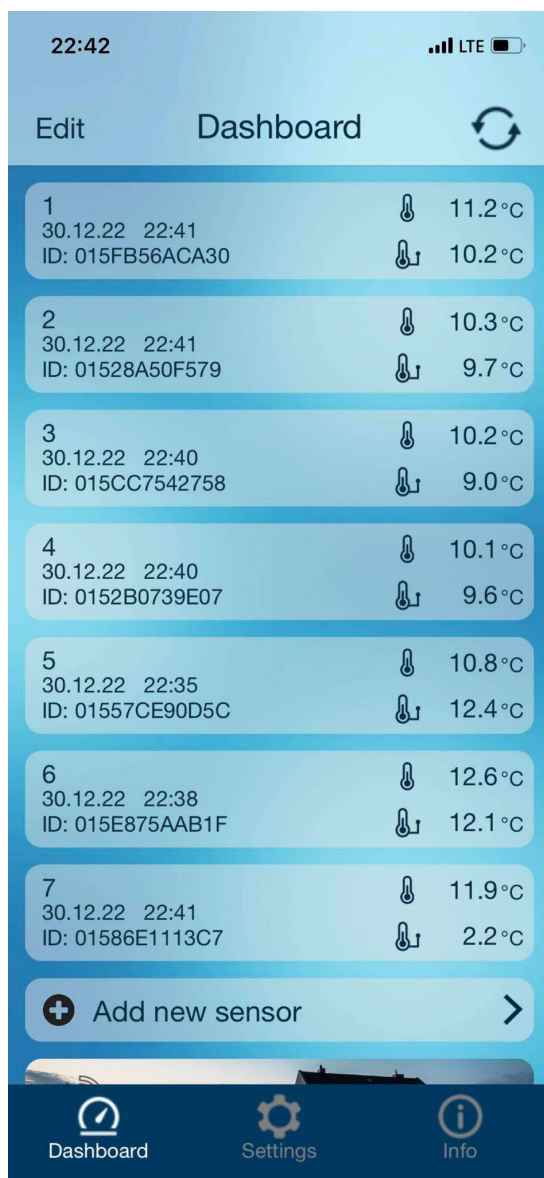 22:42 LTE
Edit Dashboard
1 11.2 °C
30.12.22 22:41
ID: 015FB56ACA30 10.2 °C
2 10.3 °C
30.12.22 22:41
ID: 01528A50F579 9.7 °C
3 10.2 °C
30.12.22 22:40
ID: 015CC7542758 9.0 °C
4 10.1 °C
30.12.22 22:40
ID: 0152B0739E07 9.6 °C
5 10.8 °C
30.12.22 22:35
ID: 01557CE90D5C 12.4 °C
6 12.6 °C
30.12.22 22:38
ID: 015E875AAB1F 12.1 °C
7 11.9 °C
30.12.22 22:41
ID: 01586E1113C7 2.2 °C
Add new sensor
Dashboard Settings Info